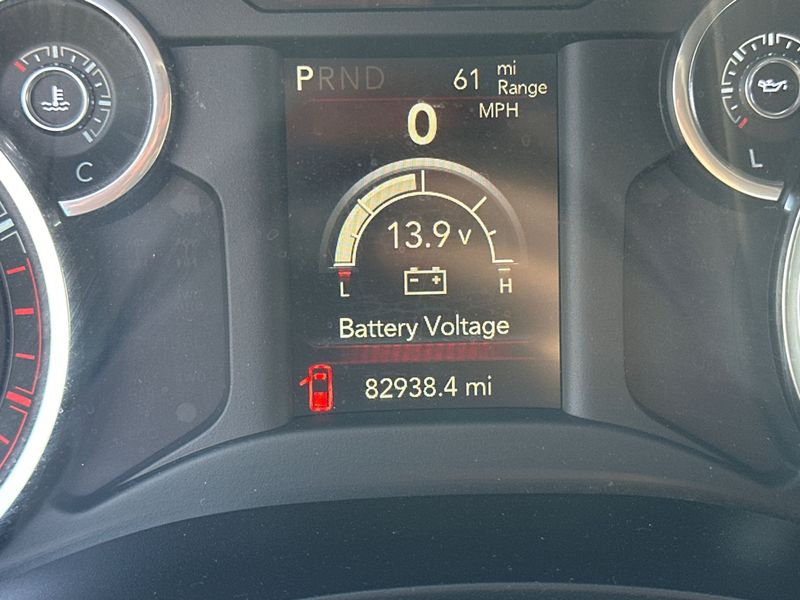 PRND
61 mi Range
0 MPH
C
L
13.9 v
L
H
Battery Voltage
82938.4 mi